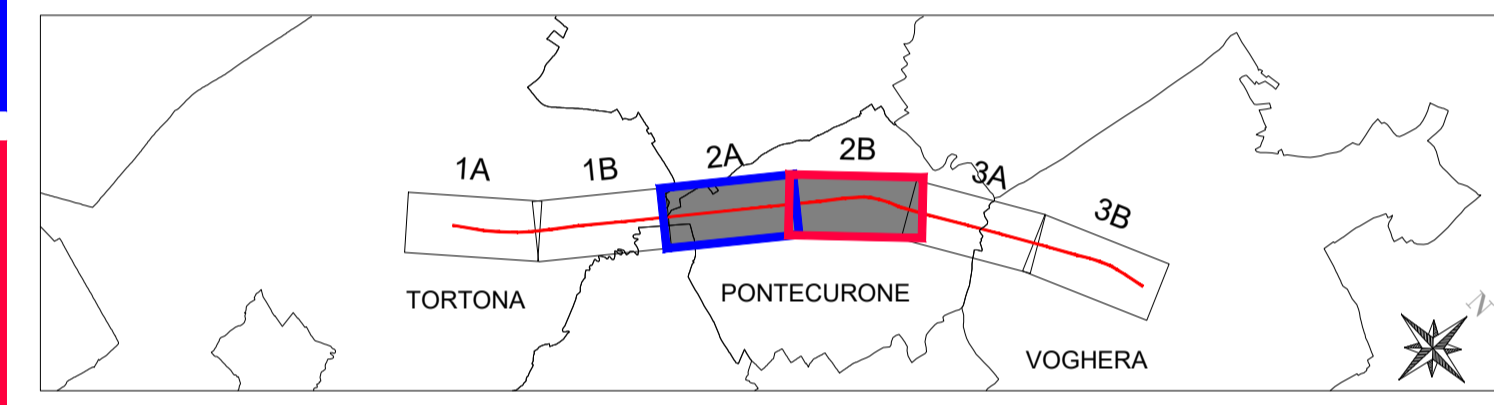 1A
1B
2A
2B
3A
3B
TORTONA
PONTECURONE
VOGHERA
N